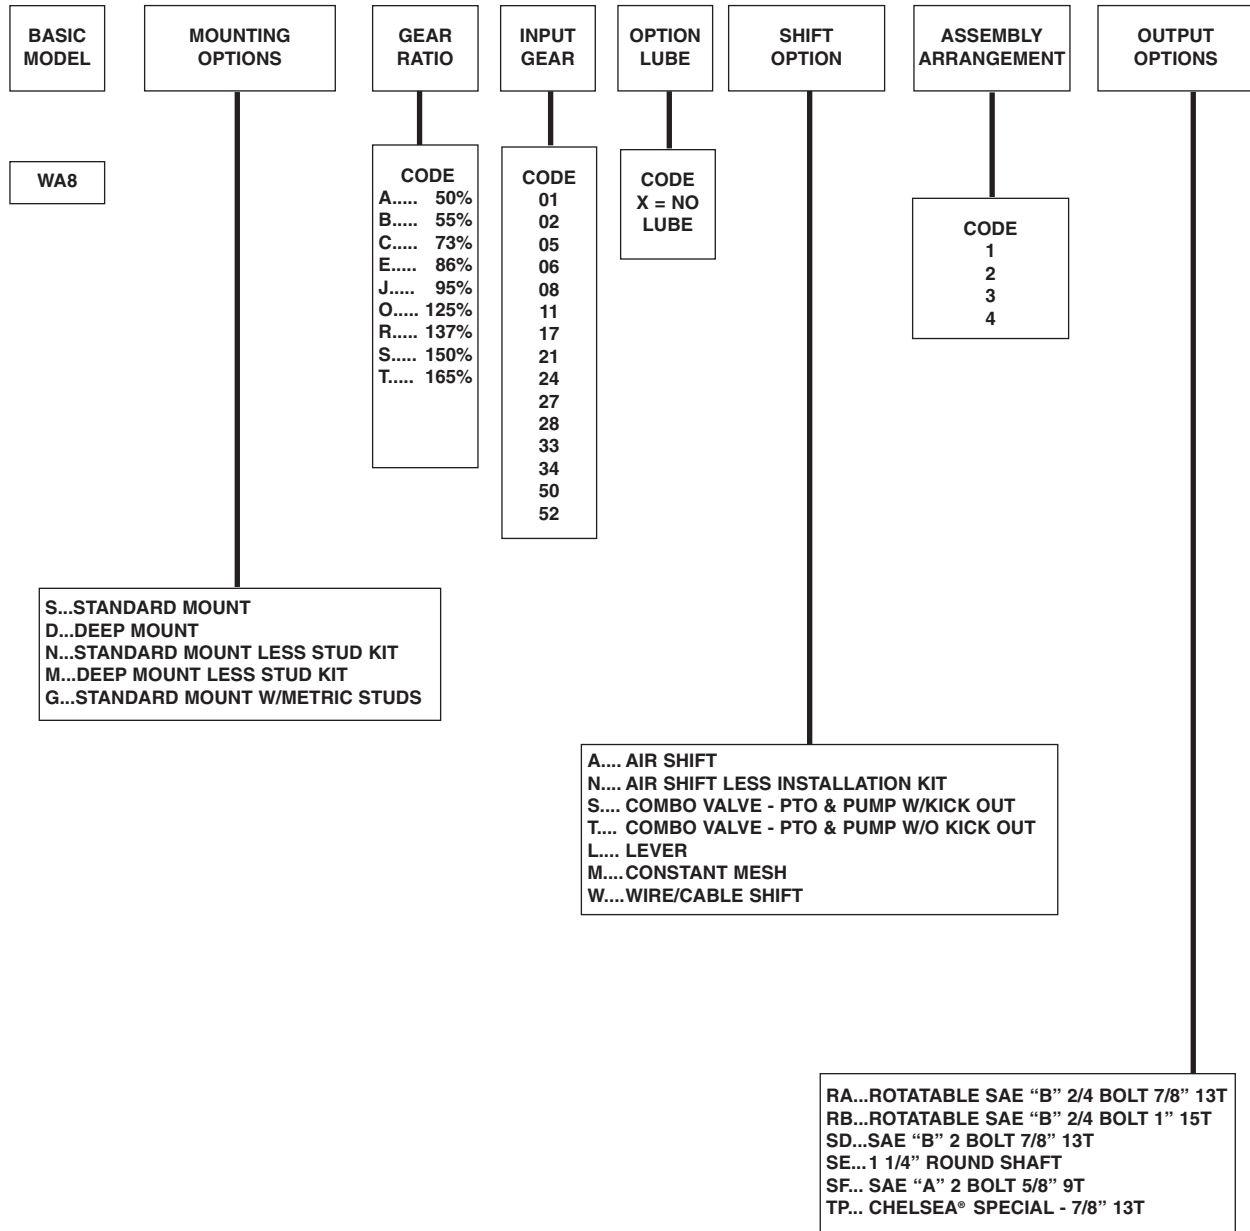 BASIC
MODEL
MOUNTING
OPTIONS
GEAR
RATIO
INPUT
GEAR
OPTION
LUBE
SHIFT
OPTION
ASSEMBLY
ARRANGEMENT
OUTPUT
OPTIONS
WA8
CODE
A..... 50%
B..... 55%
C..... 73%
E..... 86%
J..... 95%
O..... 125%
R..... 137%
S..... 150%
T..... 165%
CODE
01
02
05
06
08
11
17
21
24
27
28
33
34
50
52
CODE
X = NO
LUBE
CODE
1
2
3
4
S...STANDARD MOUNT
D...DEEP MOUNT
N...STANDARD MOUNT LESS STUD KIT
M...DEEP MOUNT LESS STUD KIT
G...STANDARD MOUNT W/METRIC STUDS
A.... AIR SHIFT
N.... AIR SHIFT LESS INSTALLATION KIT
S.... COMBO VALVE - PTO & PUMP W/KICK OUT
T.... COMBO VALVE - PTO & PUMP W/O KICK OUT
L.... LEVER
M....CONSTANT MESH
W....WIRE/CABLE SHIFT
RA...ROTATABLE SAE “B” 2/4 BOLT 7/8” 13T
RB...ROTATABLE SAE “B” 2/4 BOLT 1” 15T
SD...SAE “B” 2 BOLT 7/8” 13T
SE...1 1/4” ROUND SHAFT
SF... SAE “A” 2 BOLT 5/8” 9T
TP... CHELSEA® SPECIAL - 7/8” 13T